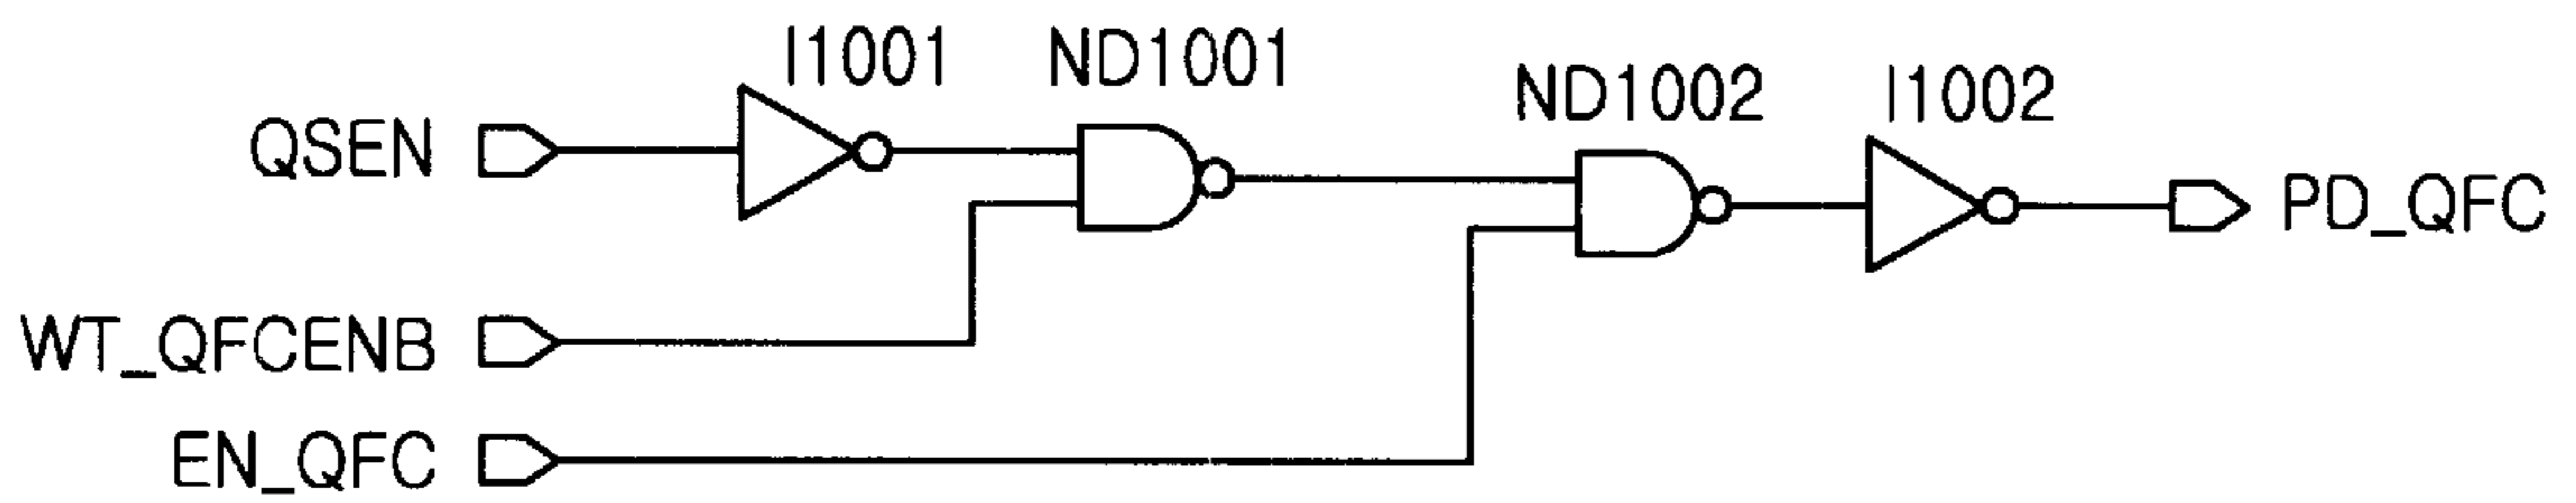 I1001 ND1001
ND1002 I1002
QSEN
PD_QFC
WT_QFCENB
EN_QFC